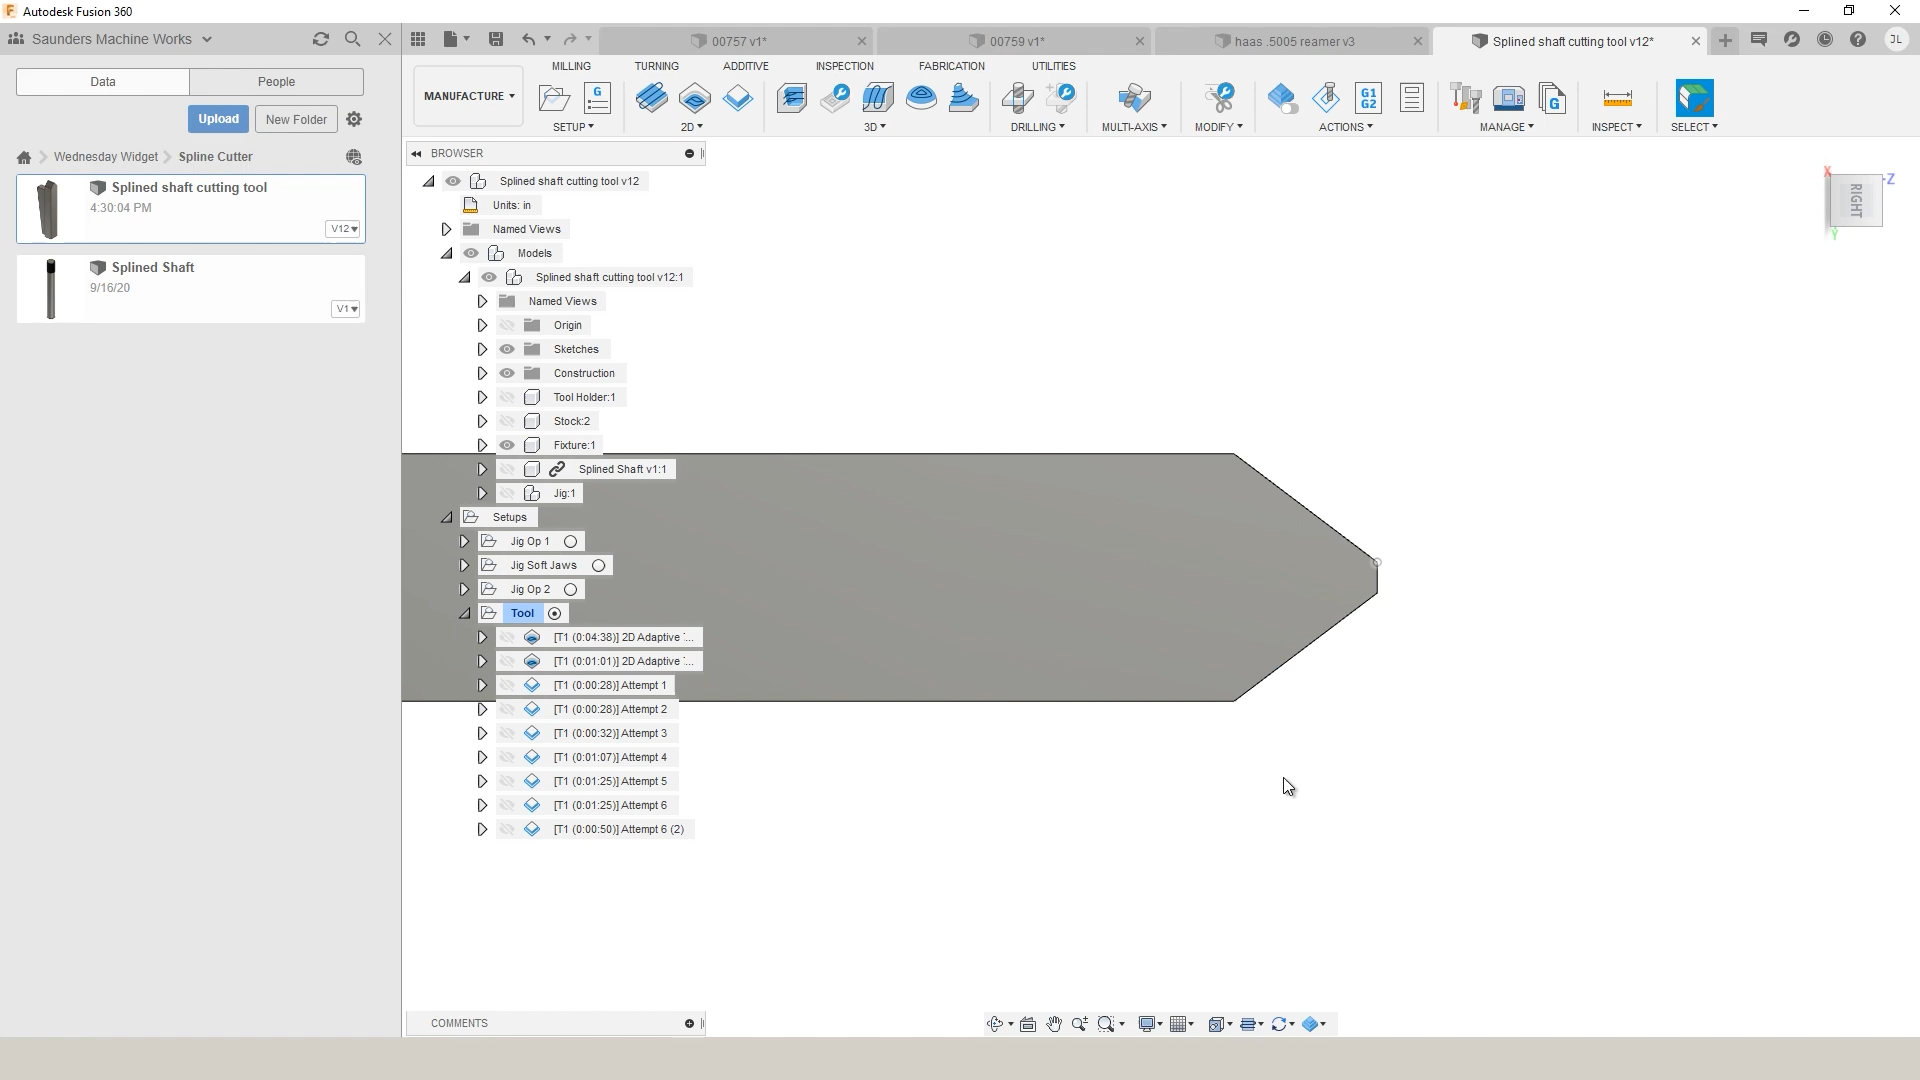 Autodesk Fusion 360
Saunders Machine Works
00757 v1*
00759 v1*
haas .5005 reamer v3
Splined shaft cutting tool v12*
JL
Data
People
Upload
New Folder
Wednesday Widget
Spline Cutter
Splined shaft cutting tool
4:30:04 PM
V12
Splined Shaft
9/16/20
V1
MANUFACTURE
MILLING
TURNING
ADDITIVE
INSPECTION
FABRICATION
UTILITIES
G
G1
G2
G
SETUP
2D
3D
DRILLING
MULTI-AXIS
MODIFY
ACTIONS
MANAGE
INSPECT
SELECT
BROWSER
Splined shaft cutting tool v12
Units: in
Named Views
Models
Splined shaft cutting tool v12:1
Named Views
Origin
Sketches
Construction
Tool Holder:1
Stock:2
Fixture:1
Splined Shaft v1:1
Jig:1
Setups
Jig Op 1
Jig Soft Jaws
Jig Op 2
Tool
[T1 (0:04:38)] 2D Adaptive ...
[T1 (0:01:01)] 2D Adaptive ...
[T1 (0:00:28)] Attempt 1
[T1 (0:00:28)] Attempt 2
[T1 (0:00:32)] Attempt 3
[T1 (0:01:07)] Attempt 4
[T1 (0:01:25)] Attempt 5
[T1 (0:01:25)] Attempt 6
[T1 (0:00:50)] Attempt 6 (2)
X
Z
RIGHT
Y
COMMENTS